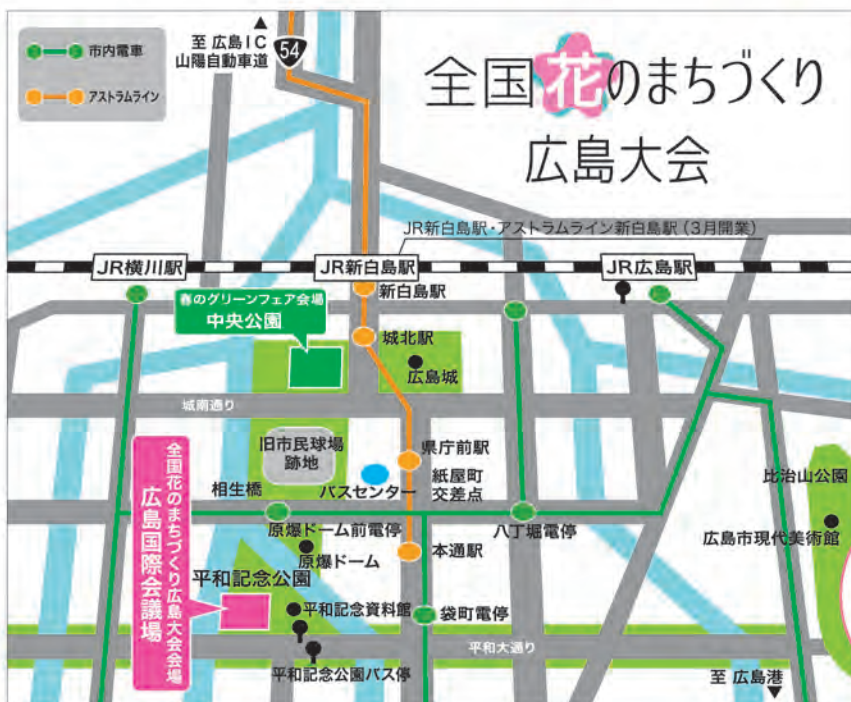 至 広島IC
山陽自動車道
54
市内電車
アストラムライン
全国花のまちづくり
広島大会
JR新白島駅・アストラムライン新白島駅（3月開業）
JR横川駅
JR新白島駅
JR広島駅
新白島駅
春のグリーンフェア会場
中央公園
城北駅
広島城
城南通り
旧市民球場
跡地
県庁前駅
バスセンター
紙屋町
交差点
相生橋
原爆ドーム前電停
八丁堀電停
原爆ドーム
本通駅
比治山公園
広島市現代美術館
全国花のまちづくり広島大会会場
広島国際会議場
平和記念公園
平和記念資料館
袋町電停
平和大通り
平和記念公園バス停
至 広島港